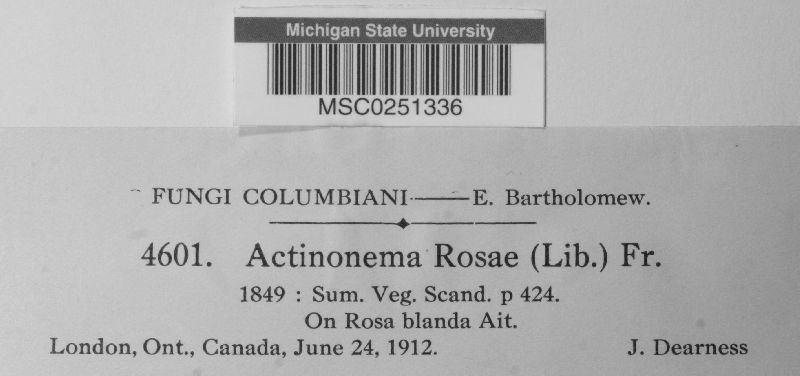 Michigan State University
MSC0251336
FUNGI COLUMBIANI——E. Bartholomew.
4601. Actinonema Rosae (Lib.) Fr.
1849 : Sum. Veg. Scand. p 424.
On Rosa blanda Ait.
London, Ont., Canada, June 24, 1912. J. Dearness